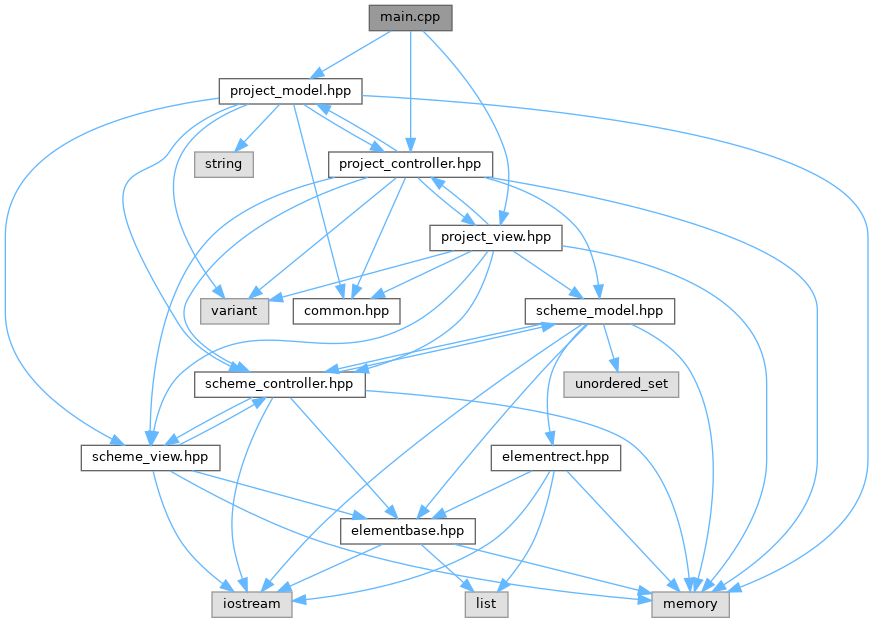 main.cpp
project_model.hpp
string
project_controller.hpp
project_view.hpp
variant
common.hpp
scheme_model.hpp
scheme_controller.hpp
unordered_set
scheme_view.hpp
elementrect.hpp
elementbase.hpp
iostream
list
memory